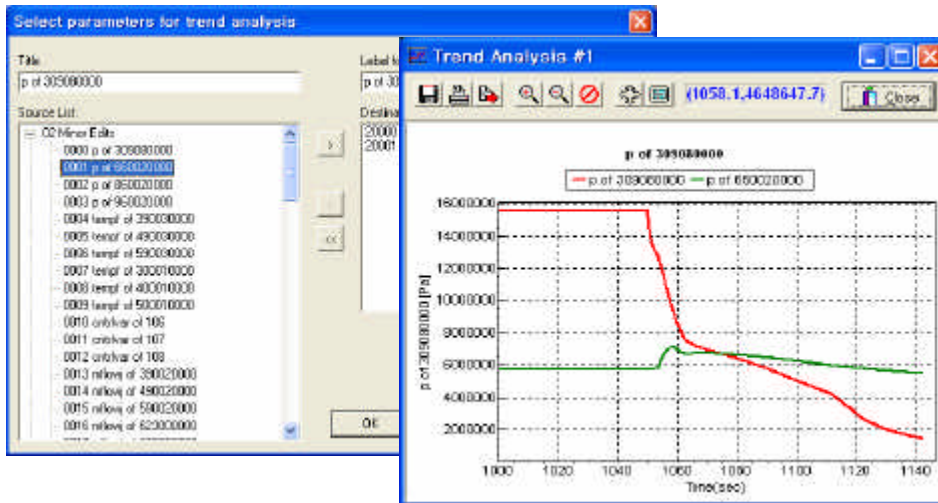 Select parameters for trend analysis
Title
p of 309080000
Source List
02 Minor Edits
0000 p of 309080000
0001 p of 660020000
0002 p of 860020000
0003 p of 960020000
0004 tempf of 390030000
0005 tempf of 490030000
0006 tempf of 590030000
0007 tempf of 300010000
0008 tempf of 400010000
0009 tempf of 500010000
0010 cntrlvar of 106
0011 cntrlvar of 107
0012 cntrlvar of 108
0013 mflowj of 390020000
0014 mflowj of 490020000
0015 mflowj of 590020000
0016 mflowj of 623000000
>
<<
OK
Label fo
p of 30
Destina
20000
20001
Trend Analysis #1
(1058.1,4648647.7)
Close
p of 309080000
p of 309080000
p of 660020000
p of 309080000 [Pa]
16000000
14000000
12000000
10000000
8000000
6000000
4000000
2000000
1000
1020
1040
1060
1080
1100
1120
1140
Time(sec)